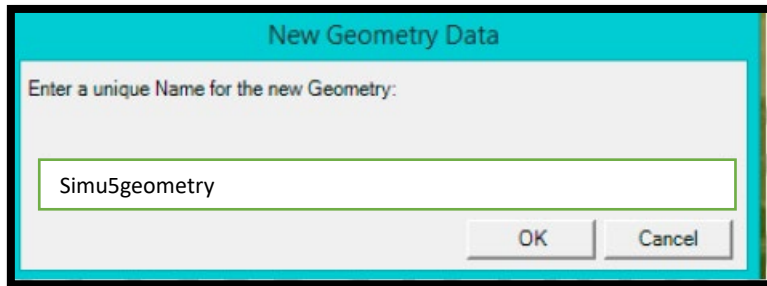 New Geometry Data
Enter a unique Name for the new Geometry:
Simu5geometry
OK Cancel